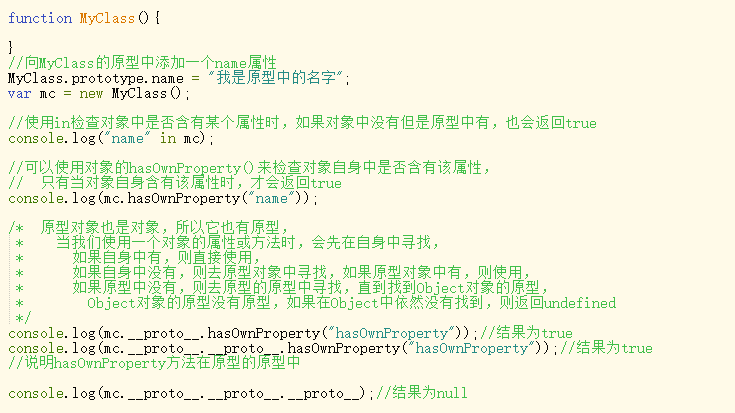 function MyClass(){
}
//向MyClass的原型中添加一个name属性
MyClass.prototype.name = "我是原型中的名字";
var mc = new MyClass();
//使用in检查对象中是否含有某个属性时，如果对象中没有但是原型中有，也会返回true
console.log("name" in mc);
//可以使用对象的hasOwnProperty()来检查对象自身中是否含有该属性，
//  只有当对象自身含有该属性时，才会返回true
console.log(mc.hasOwnProperty("name"));
/*  原型对象也是对象，所以它也有原型，
*    当我们使用一个对象的属性或方法时，会先在自身中寻找，
*      如果自身中有，则直接使用，
*      如果自身中没有，则去原型对象中寻找，如果原型对象中有，则使用，
*      如果原型中没有，则去原型的原型中寻找，直到找到Object对象的原型，
*        Object对象的原型没有原型，如果在Object中依然没有找到，则返回undefined
*/
console.log(mc.__proto__.hasOwnProperty("hasOwnProperty"));//结果为true
console.log(mc.__proto__.__proto__.hasOwnProperty("hasOwnProperty"));//结果为true
//说明hasOwnProperty方法在原型的原型中
console.log(mc.__proto__.__proto__.__proto__);//结果为null